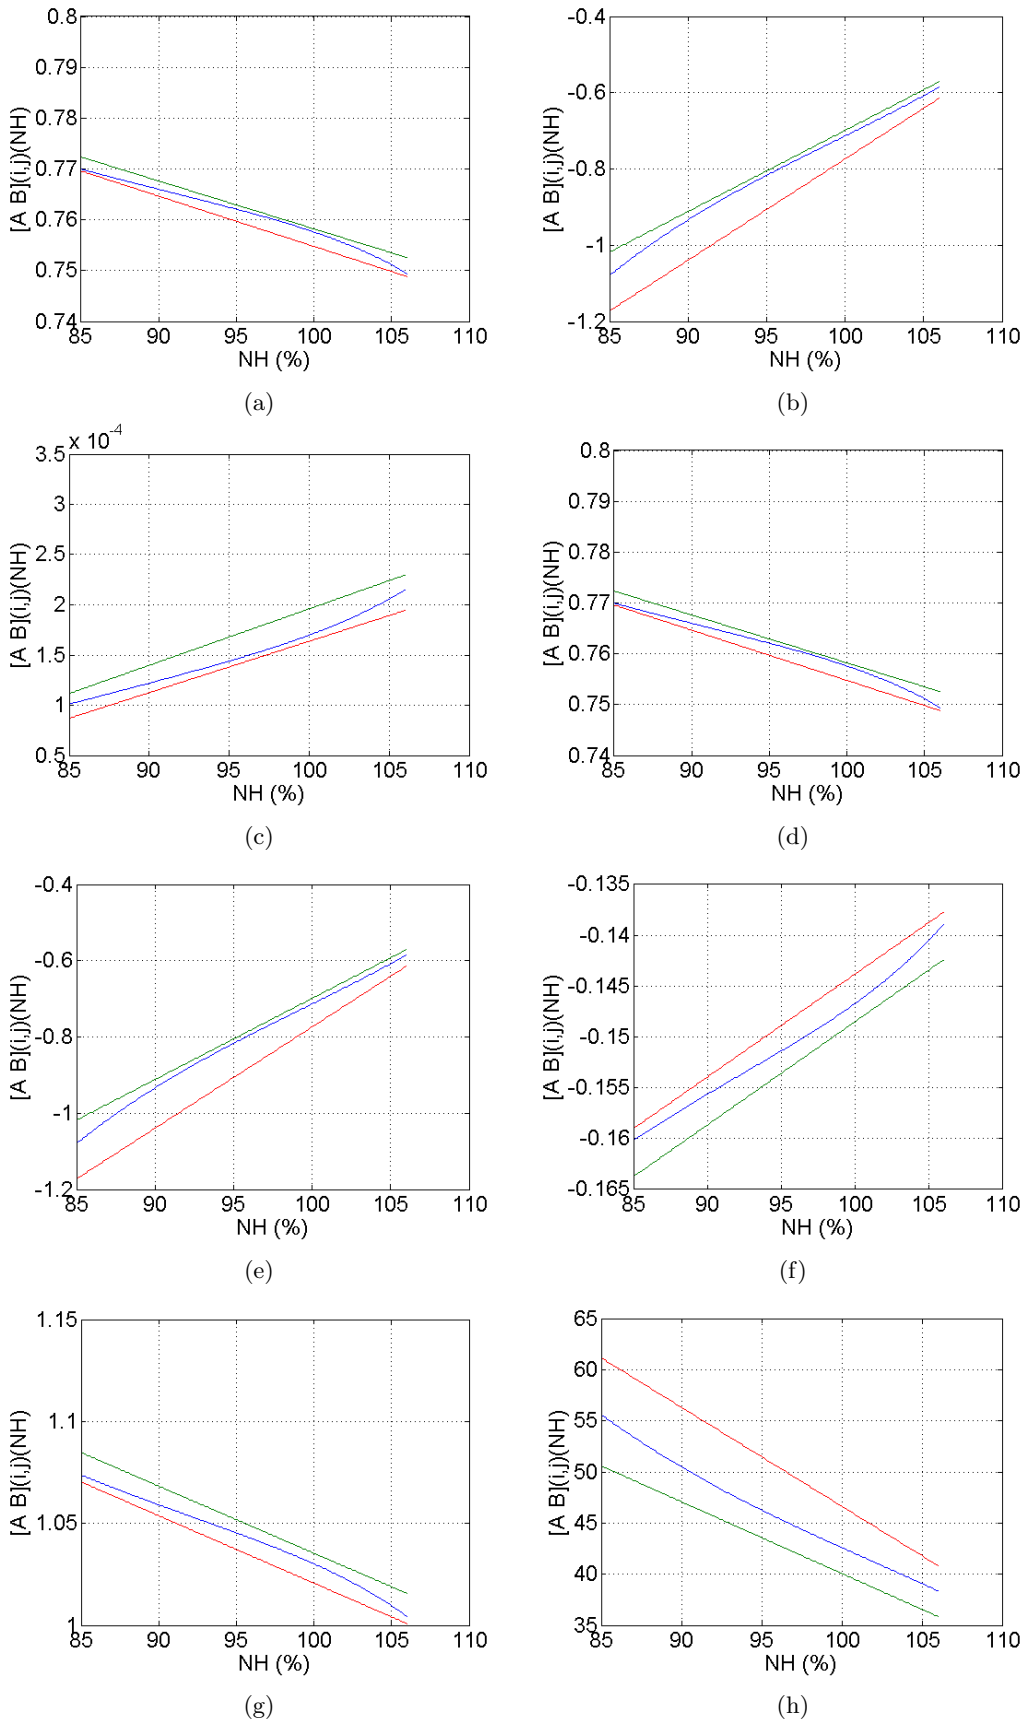 0.8
0.79
0.78
0.77
0.76
0.75
0.74
85 90 95 100 105 110
[A B](i,j)(NH)
NH (%)
(a)
-0.4
-0.6
-0.8
-1
-1.2
85 90 95 100 105 110
[A B](i,j)(NH)
NH (%)
(b)
x 10^-4
3.5
3
2.5
2
1.5
1
0.5
85 90 95 100 105 110
[A B](i,j)(NH)
NH (%)
(c)
0.8
0.79
0.78
0.77
0.76
0.75
0.74
85 90 95 100 105 110
[A B](i,j)(NH)
NH (%)
(d)
-0.4
-0.6
-0.8
-1
-1.2
85 90 95 100 105 110
[A B](i,j)(NH)
NH (%)
(e)
-0.135
-0.14
-0.145
-0.15
-0.155
-0.16
-0.165
85 90 95 100 105 110
[A B](i,j)(NH)
NH (%)
(f)
1.15
1.1
1.05
1
85 90 95 100 105 110
[A B](i,j)(NH)
NH (%)
(g)
65
60
55
50
45
40
35
85 90 95 100 105 110
[A B](i,j)(NH)
NH (%)
(h)